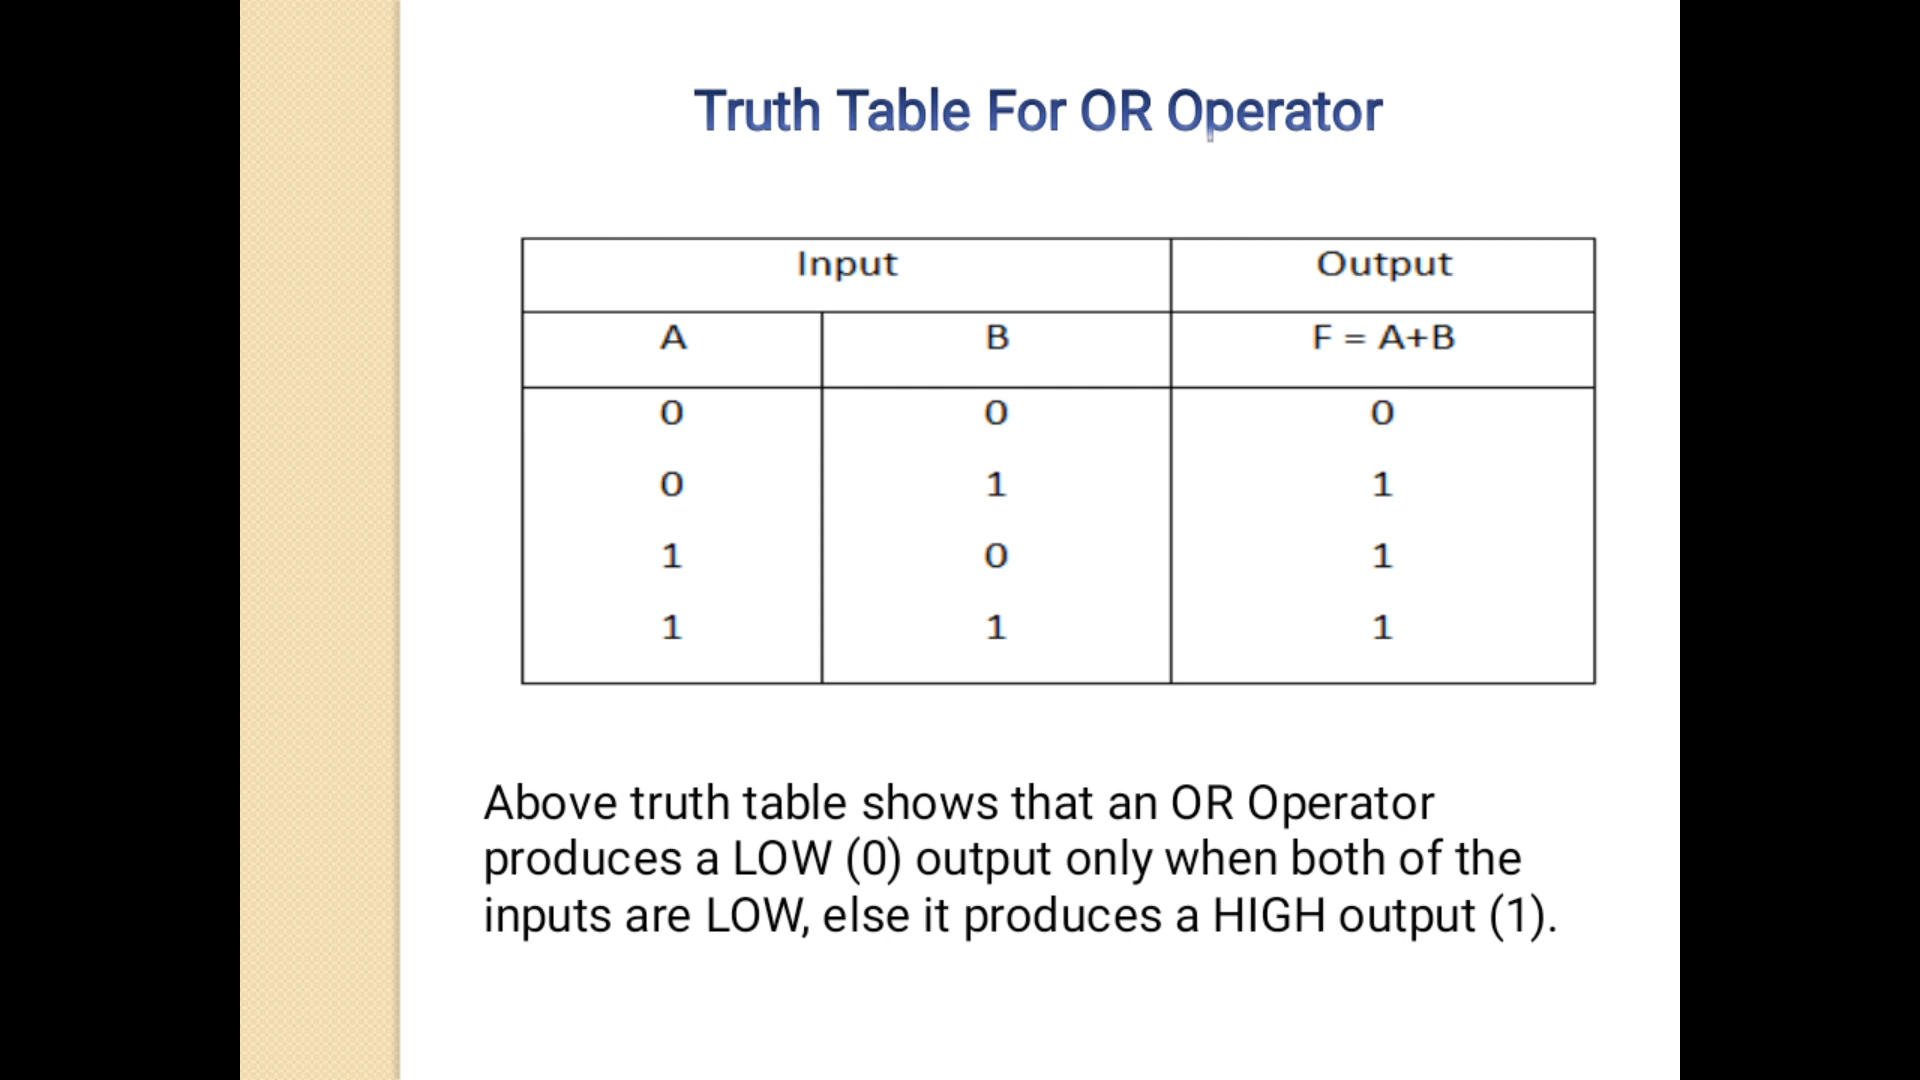 Truth Table For OR Operator
Input Output
A B F = A+B
0 0 0
0 1 1
1 0 1
1 1 1
Above truth table shows that an OR Operator
produces a LOW (0) output only when both of the
inputs are LOW, else it produces a HIGH output (1).